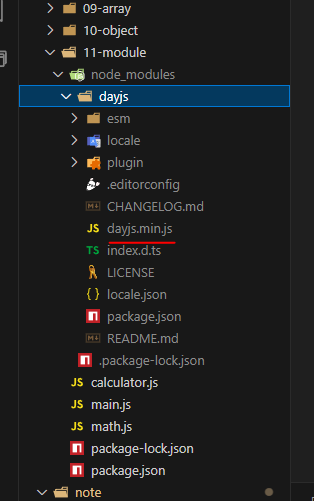 09-array
10-object
11-module
node_modules
dayjs
esm
locale
plugin
.editorconfig
CHANGELOG.md
JS dayjs.min.js
TS index.d.ts
LICENSE
{ } locale.json
package.json
README.md
.package-lock.json
JS calculator.js
JS main.js
JS math.js
package-lock.json
package.json
note